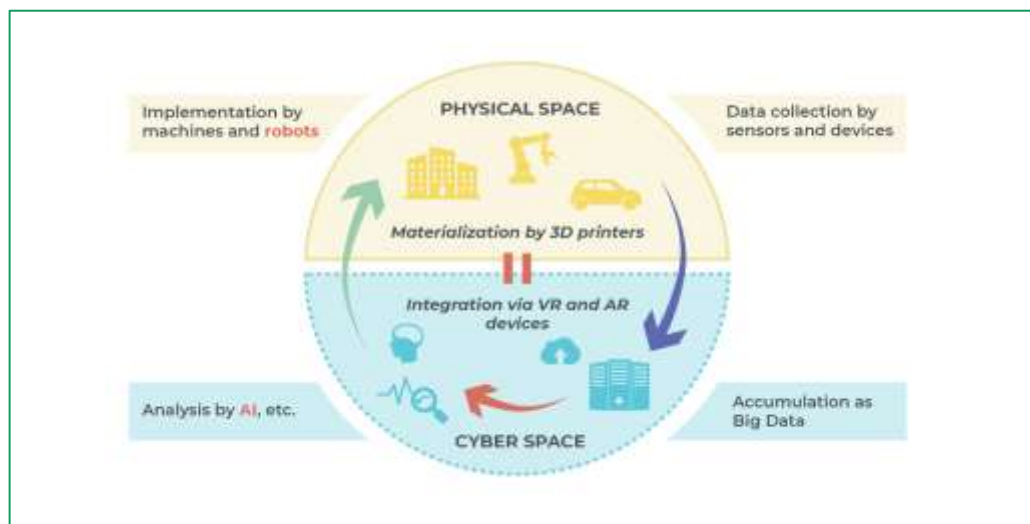 PHYSICAL SPACE
Implementation by
machines and robots
Data collection by
sensors and devices
Materialization by 3D printers
Integration via VR and AR
devices
Analysis by AI, etc.
Accumulation as
Big Data
CYBER SPACE